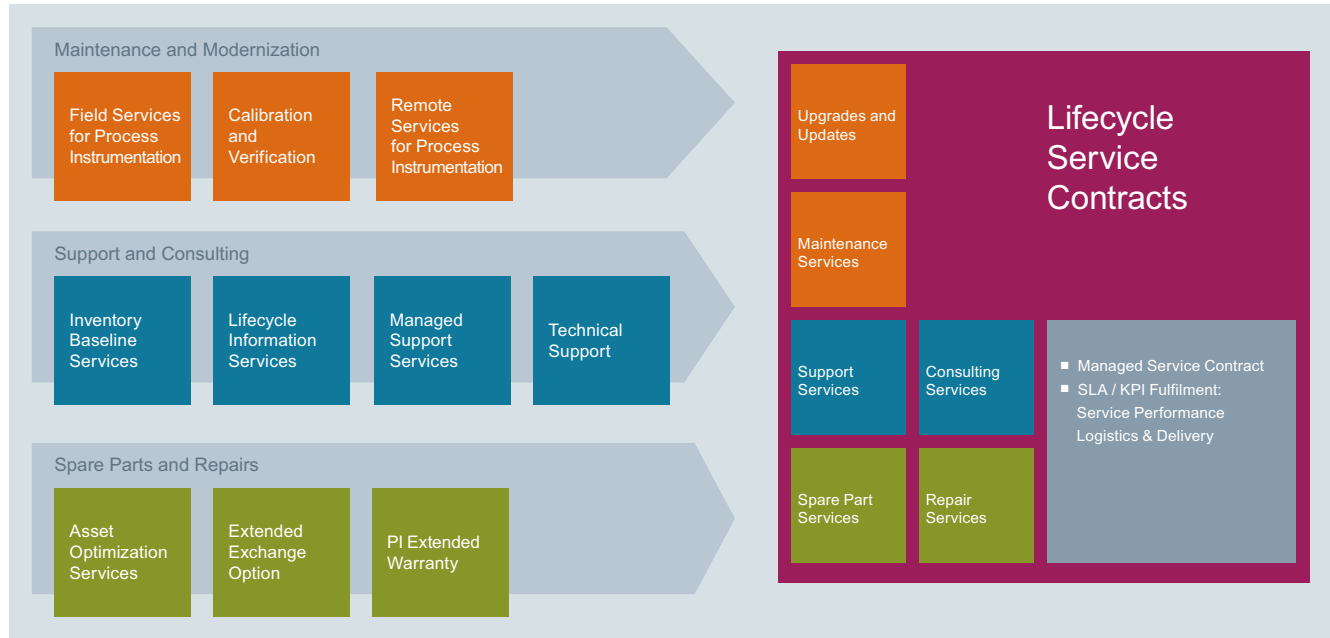 Maintenance and Modernization
Field Services
for Process
Instrumentation
Calibration
and
Verification
Remote
Services
for Process
Instrumentation
Support and Consulting
Inventory
Baseline
Services
Lifecycle
Information
Services
Managed
Support
Services
Technical
Support
Spare Parts and Repairs
Asset
Optimization
Services
Extended
Exchange
Option
PI Extended
Warranty
Lifecycle
Service
Contracts
Upgrades and
Updates
Maintenance
Services
Support
Services
Consulting
Services
Spare Part
Services
Repair
Services
■ Managed Service Contract
■ SLA / KPI Fulfilment:
Service Performance
Logistics & Delivery